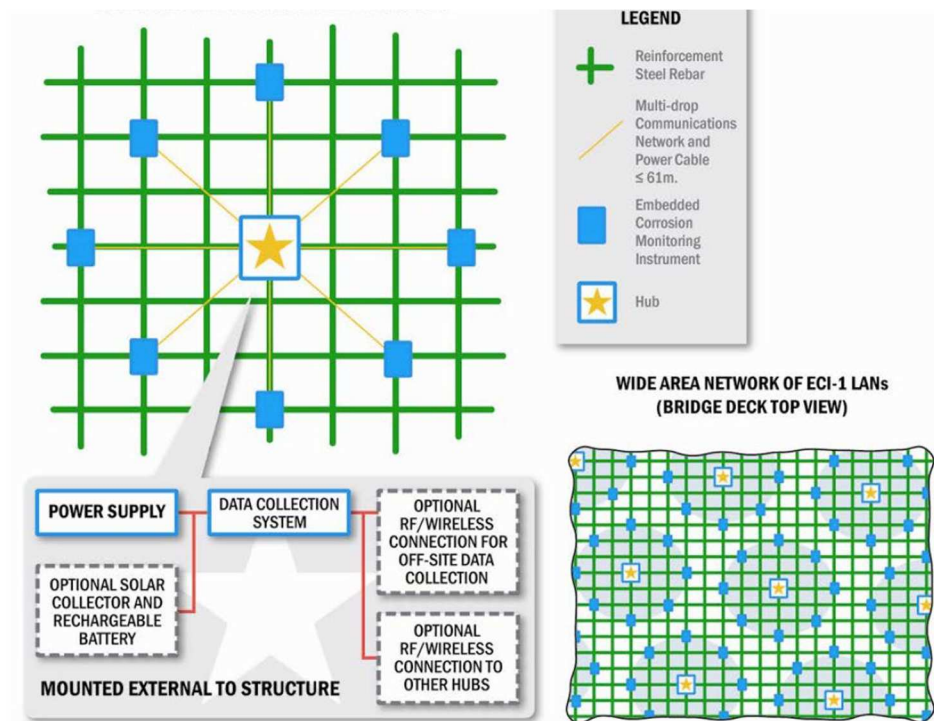 LEGEND
Reinforcement
Steel Rebar
Multi-drop
Communications
Network and
Power Cable
≤ 61m.
Embedded
Corrosion
Monitoring
Instrument
Hub
POWER SUPPLY
DATA COLLECTION
SYSTEM
OPTIONAL
RF/WIRELESS
CONNECTION FOR
OFF-SITE DATA
COLLECTION
OPTIONAL SOLAR
COLLECTOR AND
RECHARGEABLE
BATTERY
OPTIONAL
RF/WIRELESS
CONNECTION TO
OTHER HUBS
MOUNTED EXTERNAL TO STRUCTURE
WIDE AREA NETWORK OF ECI-1 LANs
(BRIDGE DECK TOP VIEW)